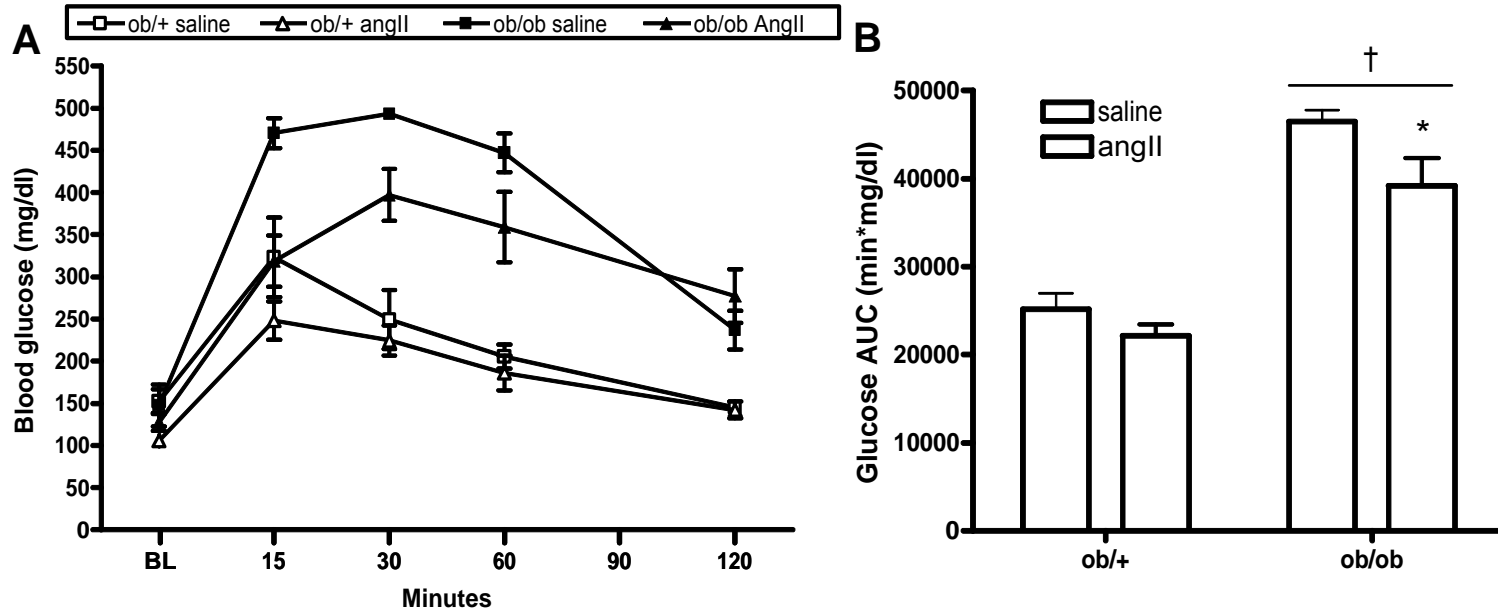 ob/+ saline ob/+ angII ob/ob saline ob/ob AngII
A
Blood glucose (mg/dl)
550
500
450
400
350
300
250
200
150
100
50
0
BL 15 30 60 90 120
Minutes
B
Glucose AUC (min*mg/dl)
50000
40000
30000
20000
10000
0
saline
angII
†
*
ob/+ ob/ob